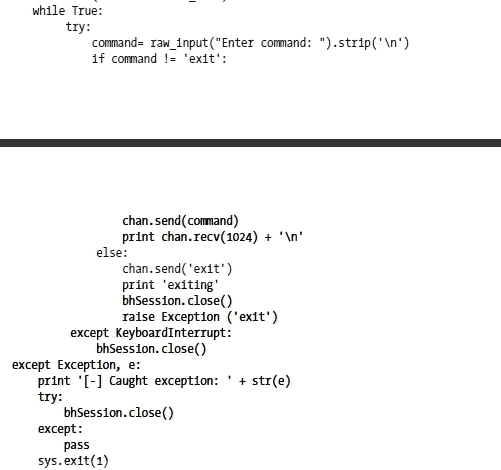 while True:
try:
command= raw_input("Enter command: ").strip('\n')
if command != 'exit':
chan.send(command)
print chan.recv(1024) + '\n'
else:
chan.send('exit')
print 'exiting'
bhSession.close()
raise Exception ('exit')
except KeyboardInterrupt:
bhSession.close()
except Exception, e:
print '[-] Caught exception: ' + str(e)
try:
bhSession.close()
except:
pass
sys.exit(1)